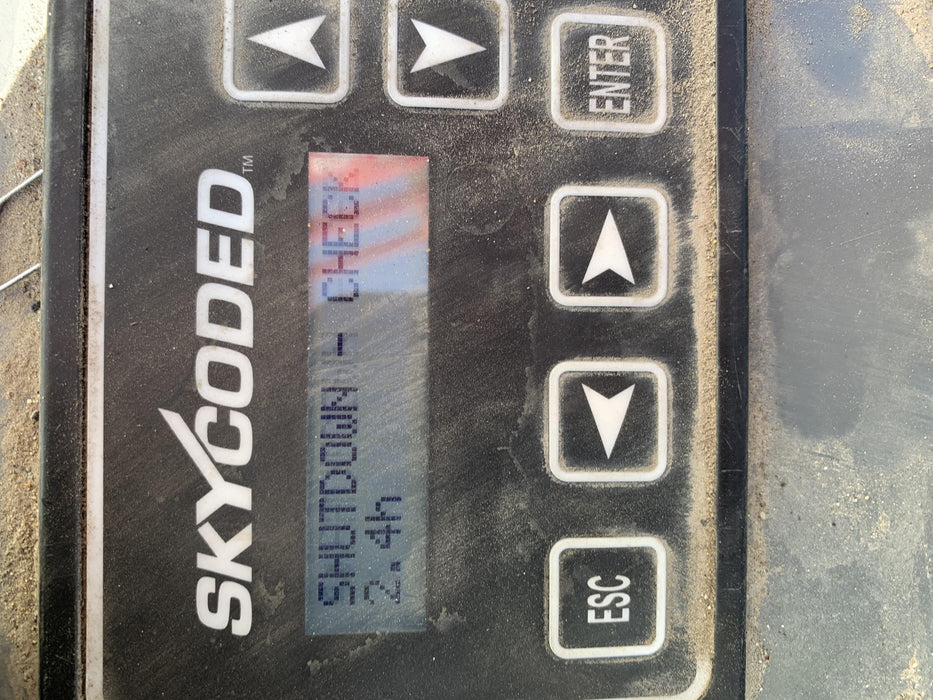 SKYCODED™
SHUTDOWN - CHECK
2.4h
ESC
ENTER